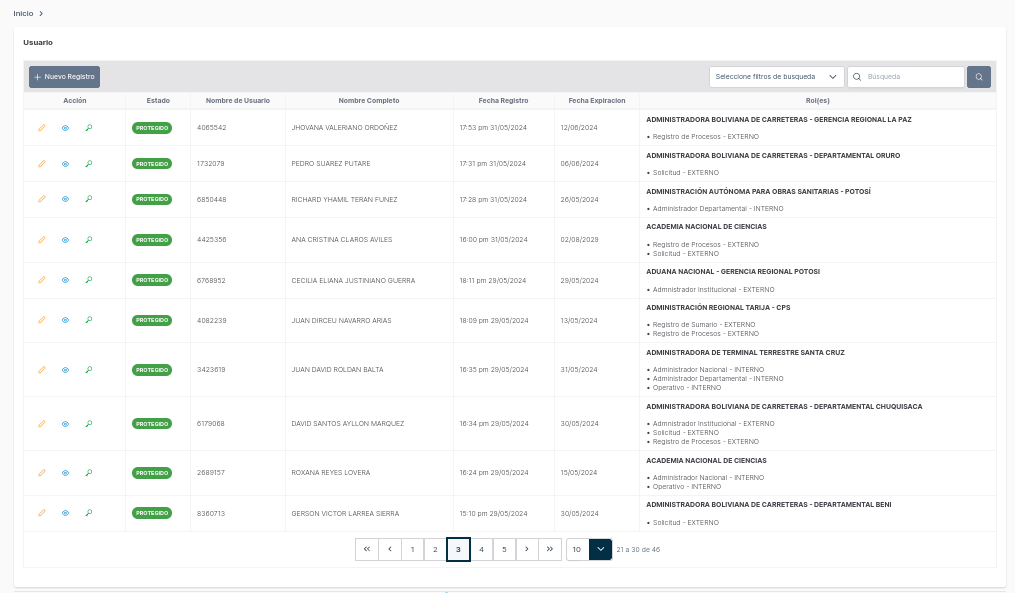 Inicio
Usuario
Nuevo Registro
Seleccione filtros de busqueda
Búsqueda
Acción Estado Nombre de Usuario Nombre Completo Fecha Registro Fecha Expiracion Rol(es)
PROTEGIDO 4065542 JHOVANA VALERIANO ORDOÑEZ 17:53 pm 31/05/2024 12/06/2024 ADMINISTRADORA BOLIVIANA DE CARRETERAS - GERENCIA REGIONAL LA PAZ
• Registro de Procesos - EXTERNO
PROTEGIDO 1732079 PEDRO SUAREZ PUTARE 17:31 pm 31/05/2024 06/06/2024 ADMINISTRADORA BOLIVIANA DE CARRETERAS - DEPARTAMENTAL ORURO
• Solicitud - EXTERNO
PROTEGIDO 6850448 RICHARD YHAMIL TERAN FUNEZ 17:28 pm 31/05/2024 26/05/2024 ADMINISTRACIÓN AUTÓNOMA PARA OBRAS SANITARIAS - POTOSÍ
• Administrador Departamental - INTERNO
PROTEGIDO 4425356 ANA CRISTINA CLAROS AVILES 16:00 pm 31/05/2024 02/08/2029 ACADEMIA NACIONAL DE CIENCIAS
• Registro de Procesos - EXTERNO
• Solicitud - EXTERNO
PROTEGIDO 6768952 CECILIA ELIANA JUSTINIANO GUERRA 18:11 pm 29/05/2024 29/05/2024 ADUANA NACIONAL - GERENCIA REGIONAL POTOSI
• Admnistrador Institucional - EXTERNO
PROTEGIDO 4082239 JUAN DIRCEU NAVARRO ARIAS 18:09 pm 29/05/2024 13/05/2024 ADMINISTRACIÓN REGIONAL TARIJA - CPS
• Registro de Sumario - EXTERNO
• Registro de Procesos - EXTERNO
PROTEGIDO 3423619 JUAN DAVID ROLDAN BALTA 16:35 pm 29/05/2024 31/05/2024 ADMINISTRADORA DE TERMINAL TERRESTRE SANTA CRUZ
• Administrador Nacional - INTERNO
• Administrador Departamental - INTERNO
• Operativo - INTERNO
PROTEGIDO 6179068 DAVID SANTOS AYLLON MARQUEZ 16:34 pm 29/05/2024 30/05/2024 ADMINISTRADORA BOLIVIANA DE CARRETERAS - DEPARTAMENTAL CHUQUISACA
• Admnistrador Institucional - EXTERNO
• Solicitud - EXTERNO
• Registro de Procesos - EXTERNO
PROTEGIDO 2689157 ROXANA REYES LOVERA 16:24 pm 29/05/2024 15/05/2024 ACADEMIA NACIONAL DE CIENCIAS
• Administrador Nacional - INTERNO
• Operativo - INTERNO
PROTEGIDO 8360713 GERSON VICTOR LARREA SIERRA 15:10 pm 29/05/2024 30/05/2024 ADMINISTRADORA BOLIVIANA DE CARRETERAS - DEPARTAMENTAL BENI
• Solicitud - EXTERNO
1 2 3 4 5 10 21 a 30 de 46